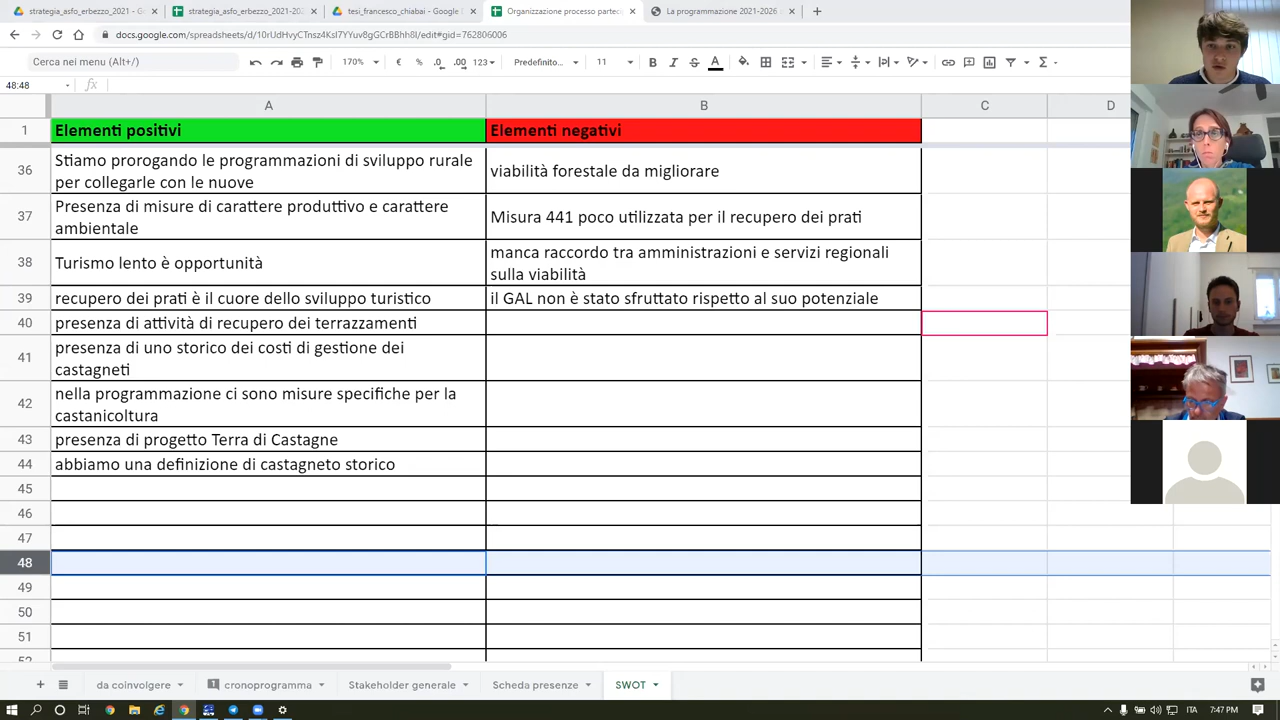 strategia_asfo_erbezzo_2021 - G
strategia_asfo_erbezzo_2021-202
tesi_francesco_chiabai - Google D
Organizzazione processo partec
La programmazione 2021-2026 d
docs.google.com/spreadsheets/d/10rUdHvyCTnsz4KsI7YYuv8gGCrBBhh8l/edit#gid=762806006
Cerca nei menu (Alt+/)
170%
€ % .0 .00 123
Predefinito...
11
B I S A
48:48
fx
A B C D
1 Elementi positivi Elementi negativi
36 Stiamo prorogando le programmazioni di sviluppo rurale
per collegarle con le nuove
viabilità forestale da migliorare
37 Presenza di misure di carattere produttivo e carattere
ambientale
Misura 441 poco utilizzata per il recupero dei prati
38 Turismo lento è opportunità
manca raccordo tra amministrazioni e servizi regionali
sulla viabilità
39 recupero dei prati è il cuore dello sviluppo turistico il GAL non è stato sfruttato rispetto al suo potenziale
40 presenza di attività di recupero dei terrazzamenti
41 presenza di uno storico dei costi di gestione dei
castagneti
42 nella programmazione ci sono misure specifiche per la
castanicoltura
43 presenza di progetto Terra di Castagne
44 abbiamo una definizione di castagneto storico
45
46
47
48
49
50
51
52
da coinvolgere cronoprogramma Stakeholder generale Scheda presenze SWOT
ITA 7:47 PM